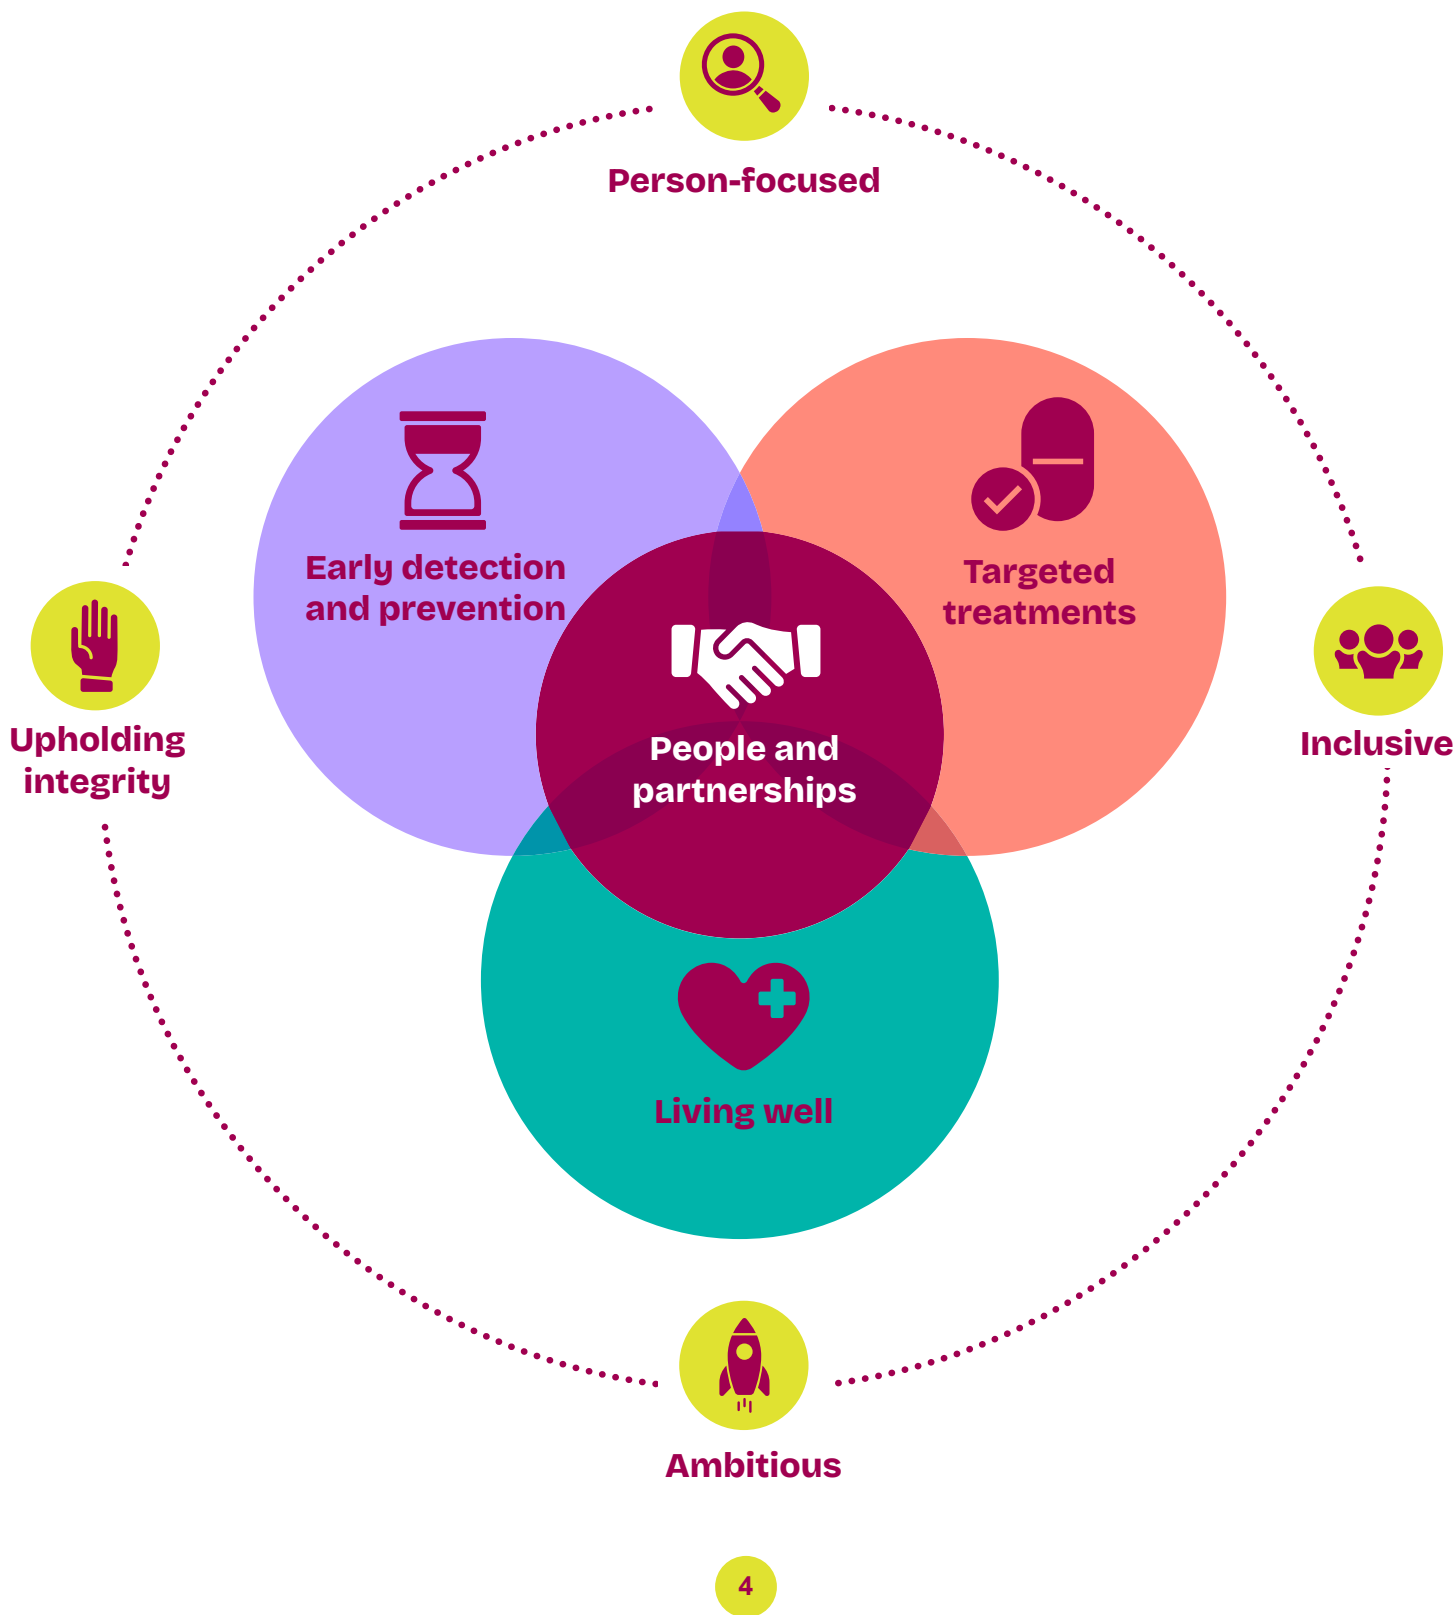 Person-focused
Early detection
and prevention
Targeted
treatments
People and
partnerships
Upholding
integrity
Inclusive
Living well
Ambitious
4